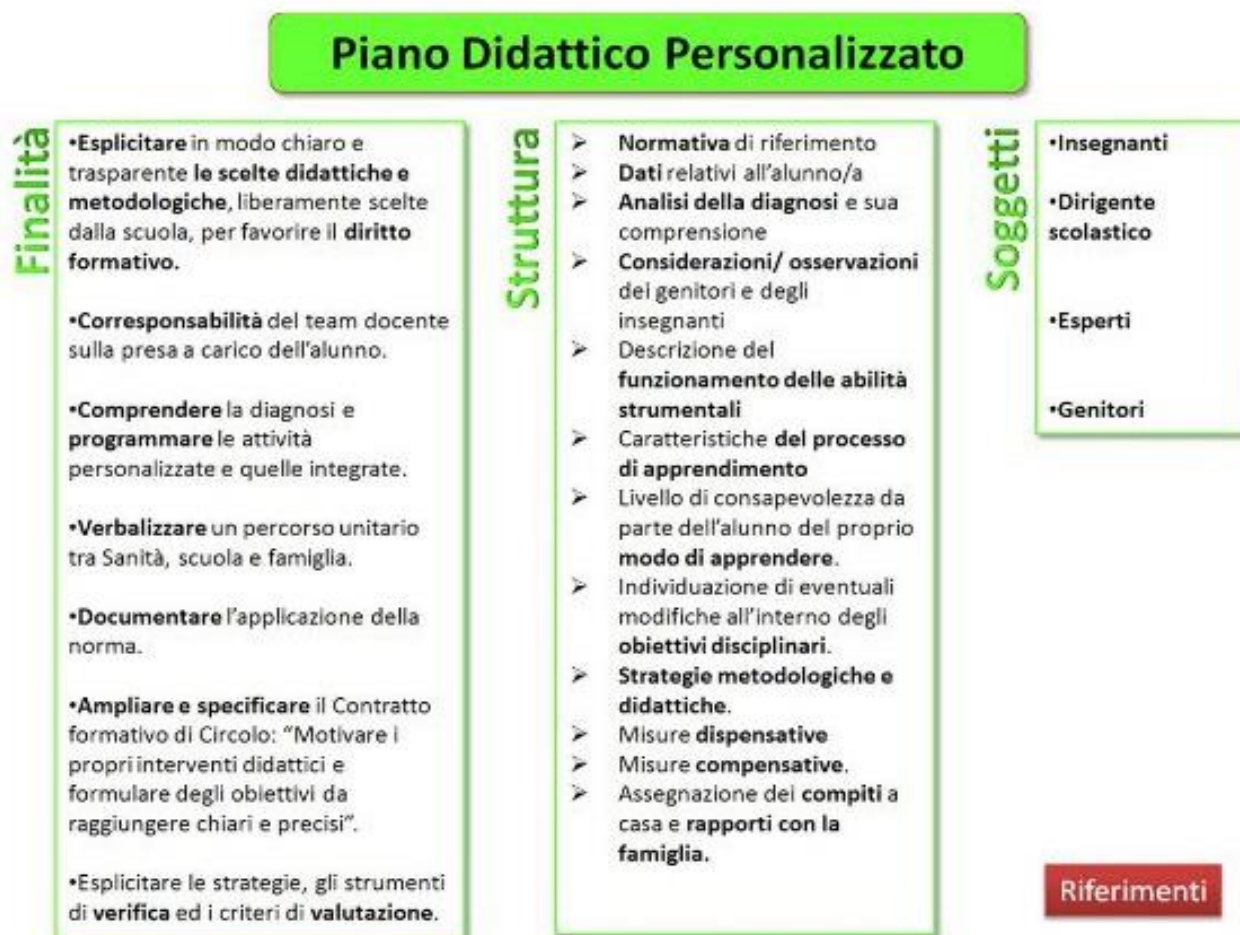 Piano Didattico Personalizzato
Finalità
•Esplicitare in modo chiaro e
trasparente le scelte didattiche e
metodologiche, liberamente scelte
dalla scuola, per favorire il diritto
formativo.
•Corresponsabilità del team docente
sulla presa a carico dell'alunno.
•Comprendere la diagnosi e
programmare le attività
personalizzate e quelle integrate.
•Verbalizzare un percorso unitario
tra Sanità, scuola e famiglia.
•Documentare l'applicazione della
norma.
•Ampliare e specificare il Contratto
formativo di Circolo: "Motivare i
propri interventi didattici e
formulare degli obiettivi da
raggiungere chiari e precisi".
•Esplicitare le strategie, gli strumenti
di verifica ed i criteri di valutazione.
Struttura
➤ Normativa di riferimento
➤ Dati relativi all'alunno/a
➤ Analisi della diagnosi e sua
comprensione
➤ Considerazioni/ osservazioni
dei genitori e degli
insegnanti
➤ Descrizione del
funzionamento delle abilità
strumentali
➤ Caratteristiche del processo
di apprendimento
➤ Livello di consapevolezza da
parte dell'alunno del proprio
modo di apprendere.
➤ Individuazione di eventuali
modifiche all'interno degli
obiettivi disciplinari.
➤ Strategie metodologiche e
didattiche.
➤ Misure dispensative
➤ Misure compensative.
➤ Assegnazione dei compiti a
casa e rapporti con la
famiglia.
Soggetti
•Insegnanti
•Dirigente
scolastico
•Esperti
•Genitori
Riferimenti